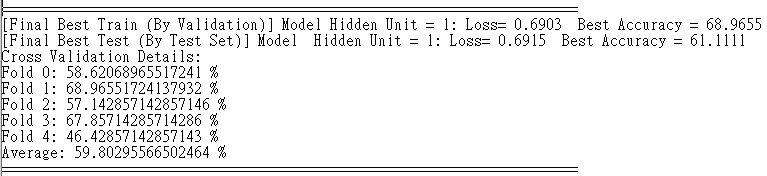 [Final Best Train (By Validation)] Model Hidden Unit = 1: Loss= 0.6903  Best Accuracy = 68.9655
[Final Best Test (By Test Set)] Model  Hidden Unit = 1: Loss= 0.6915  Best Accuracy = 61.1111
Cross Validation Details:
Fold 0: 58.62068965517241 %
Fold 1: 68.96551724137932 %
Fold 2: 57.142857142857146 %
Fold 3: 67.85714285714286 %
Fold 4: 46.42857142857143 %
Average: 59.80295566502464 %